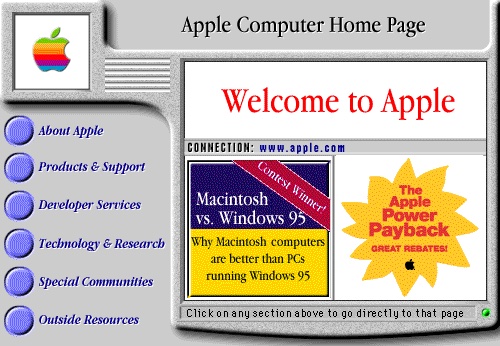 Apple Computer Home Page
Welcome to Apple
CONNECTION: www.apple.com
About Apple
Products & Support
Developer Services
Technology & Research
Special Communities
Outside Resources
Contest Winner!
Macintosh
vs. Windows 95
Why Macintosh computers
are better than PCs
running Windows 95
The
Apple
Power
Payback
GREAT REBATES!
Click on any section above to go directly to that page